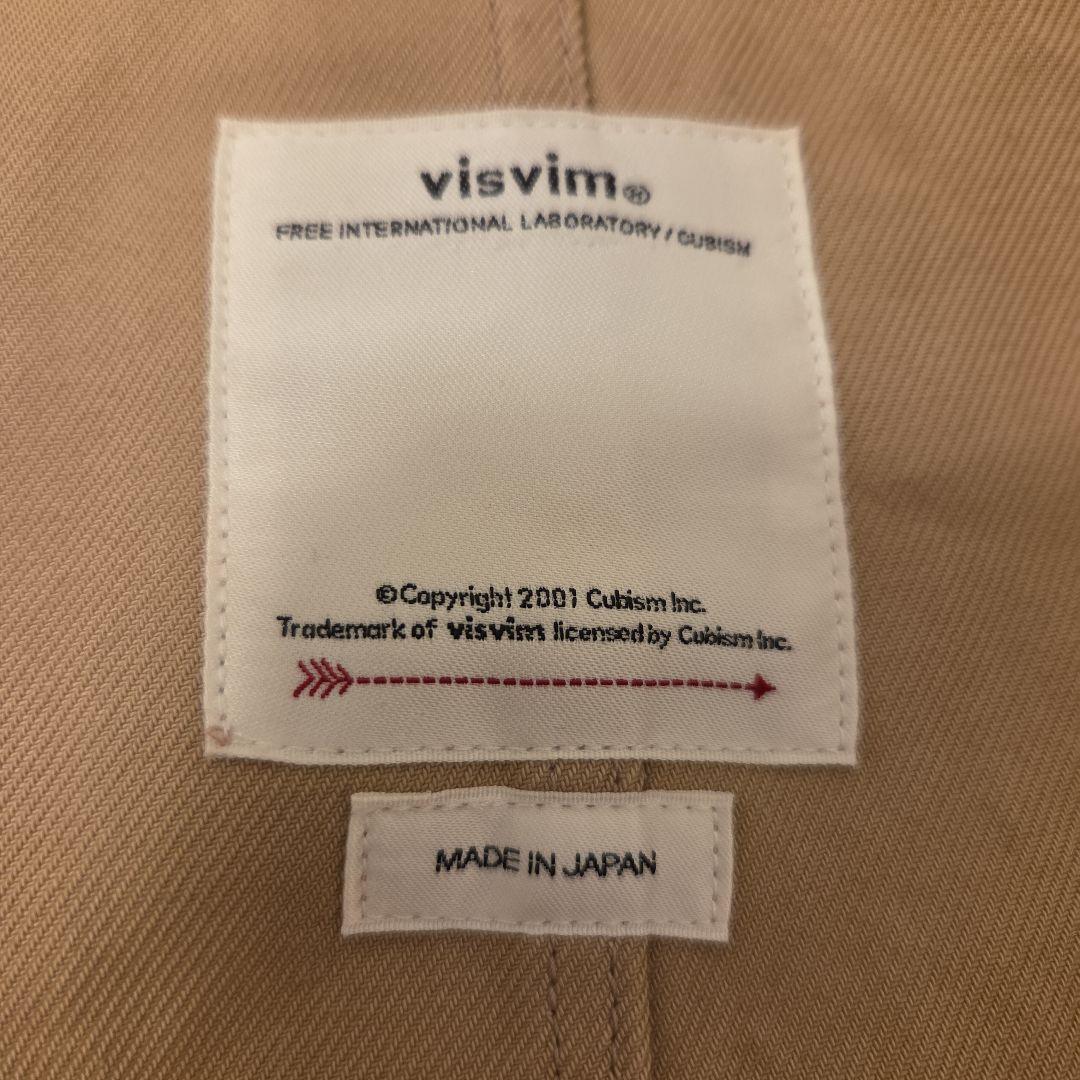 visvim®
FREE INTERNATIONAL LABORATORY / CUBISM
©Copyright 2001 Cubism Inc.
Trademark of visvim licensed by Cubism Inc.
MADE IN JAPAN